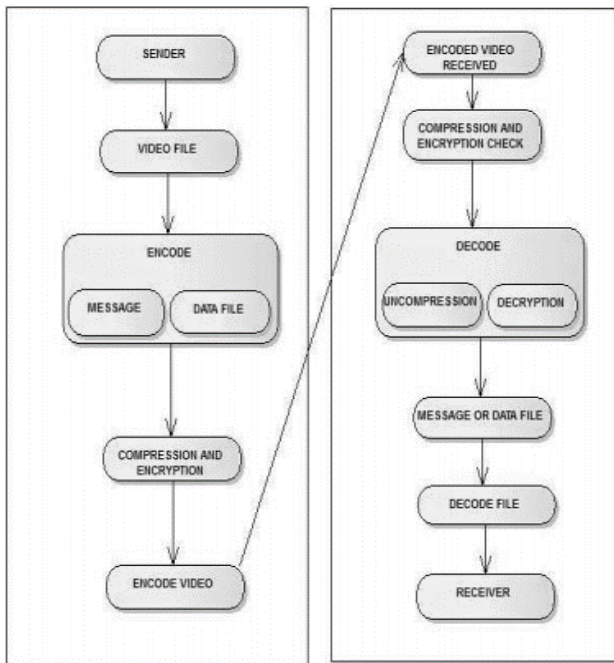 SENDER
VIDEO FILE
ENCODE
MESSAGE
DATA FILE
COMPRESSION AND
ENCRYPTION
ENCODE VIDEO
ENCODED VIDEO
RECEIVED
COMPRESSION AND
ENCRYPTION CHECK
DECODE
UNCOMPRESSION
DECRYPTION
MESSAGE OR DATA FILE
DECODE FILE
RECEIVER